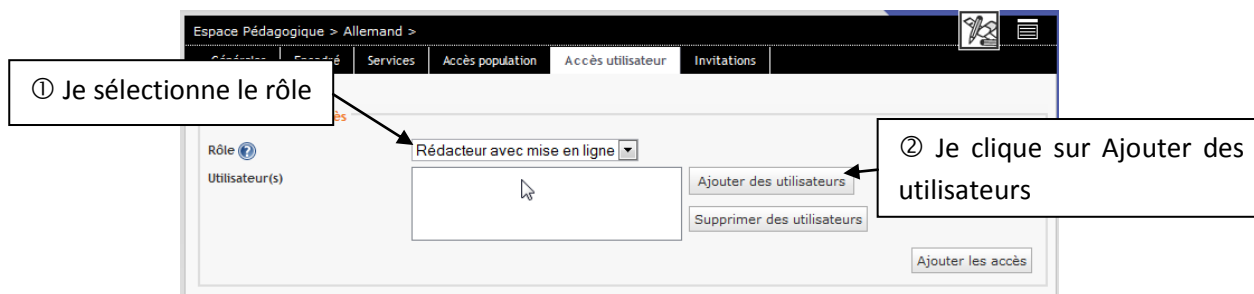 Espace Pédagogique > Allemand >
Services Accès population Accès utilisateur Invitations
① Je sélectionne le rôle
Rôle
Rédacteur avec mise en ligne
Utilisateur(s)
Ajouter des utilisateurs
Supprimer des utilisateurs
② Je clique sur Ajouter des
utilisateurs
Ajouter les accès